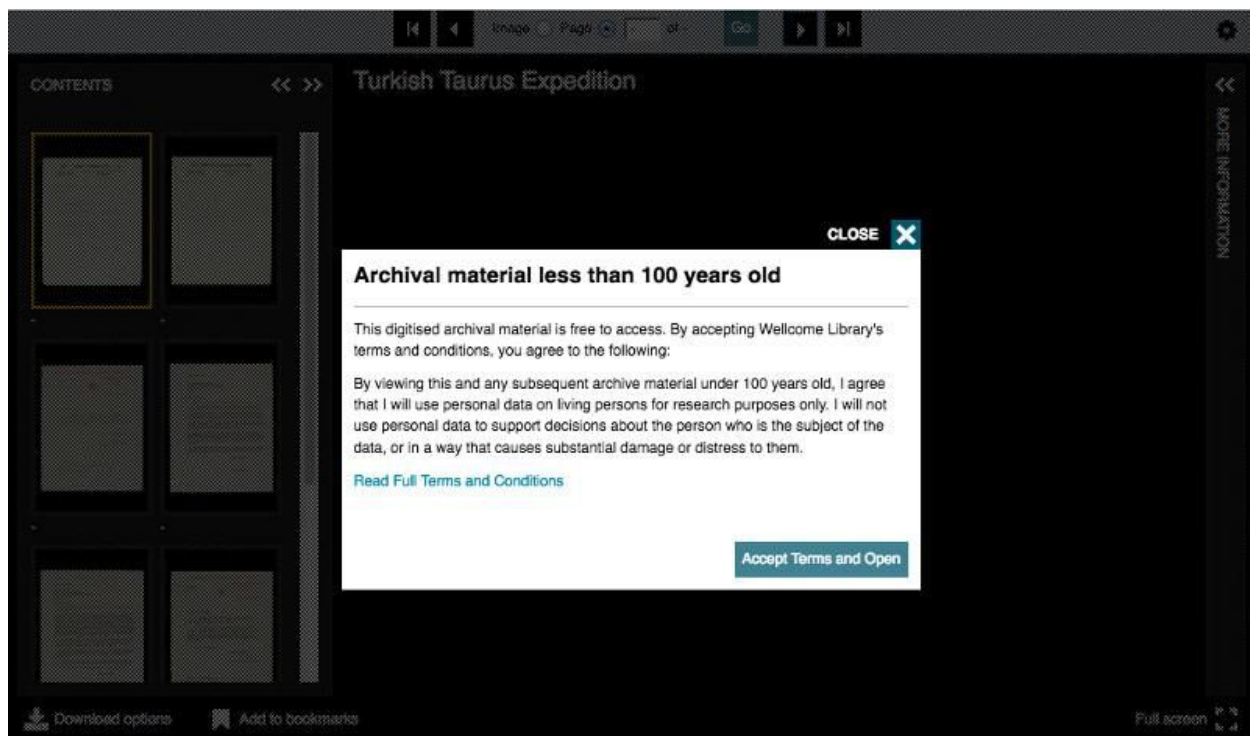 Image Page - of - Go
CONTENTS
Turkish Taurus Expedition
MORE INFORMATION
CLOSE
Archival material less than 100 years old
This digitised archival material is free to access. By accepting Wellcome Library's
terms and conditions, you agree to the following:
By viewing this and any subsequent archive material under 100 years old, I agree
that I will use personal data on living persons for research purposes only. I will not
use personal data to support decisions about the person who is the subject of the
data, or in a way that causes substantial damage or distress to them.
Read Full Terms and Conditions
Accept Terms and Open
Download options
Add to bookmarks
Full screen